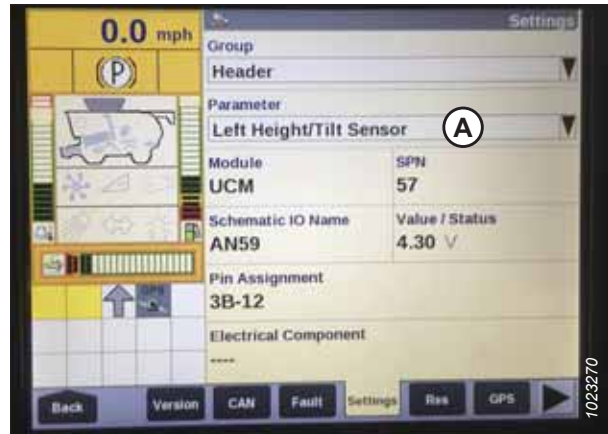 0.0 mph
Settings
(P)
Group
Header
Parameter
Left Height/Tilt Sensor
A
Module
UCM
SPN
57
Schematic IO Name
AN59
Value / Status
4.30 V
Pin Assignment
3B-12
Electrical Component
----
GPS
Back
Version
CAN
Fault
Settings
Res
GPS
1023270